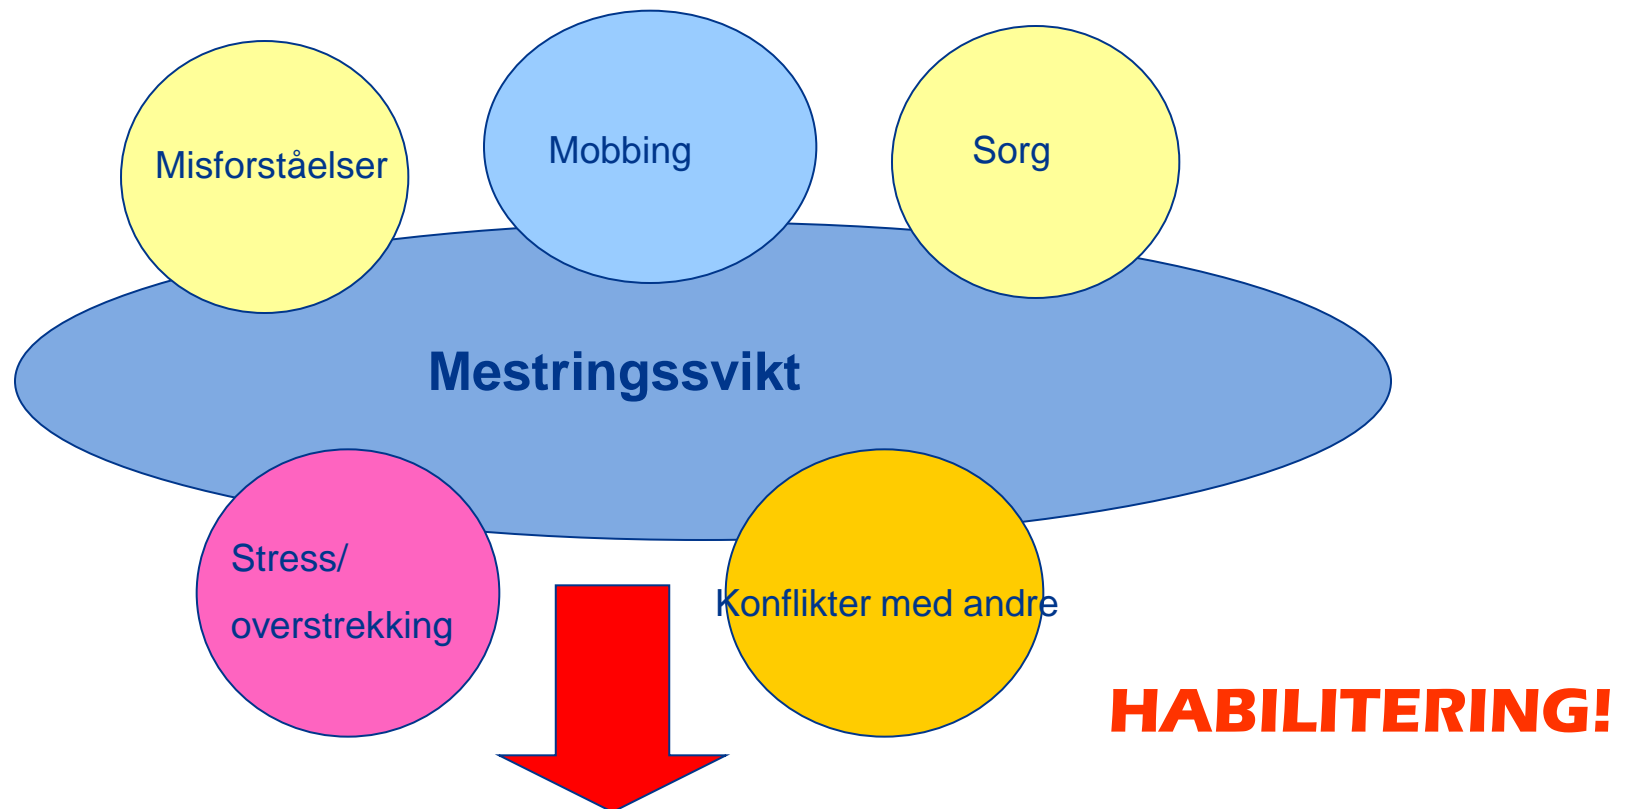 Misforståelser
Mobbing
Sorg
Mestringssvikt
Stress/
overstrekking
Konflikter med andre
HABILITERING!